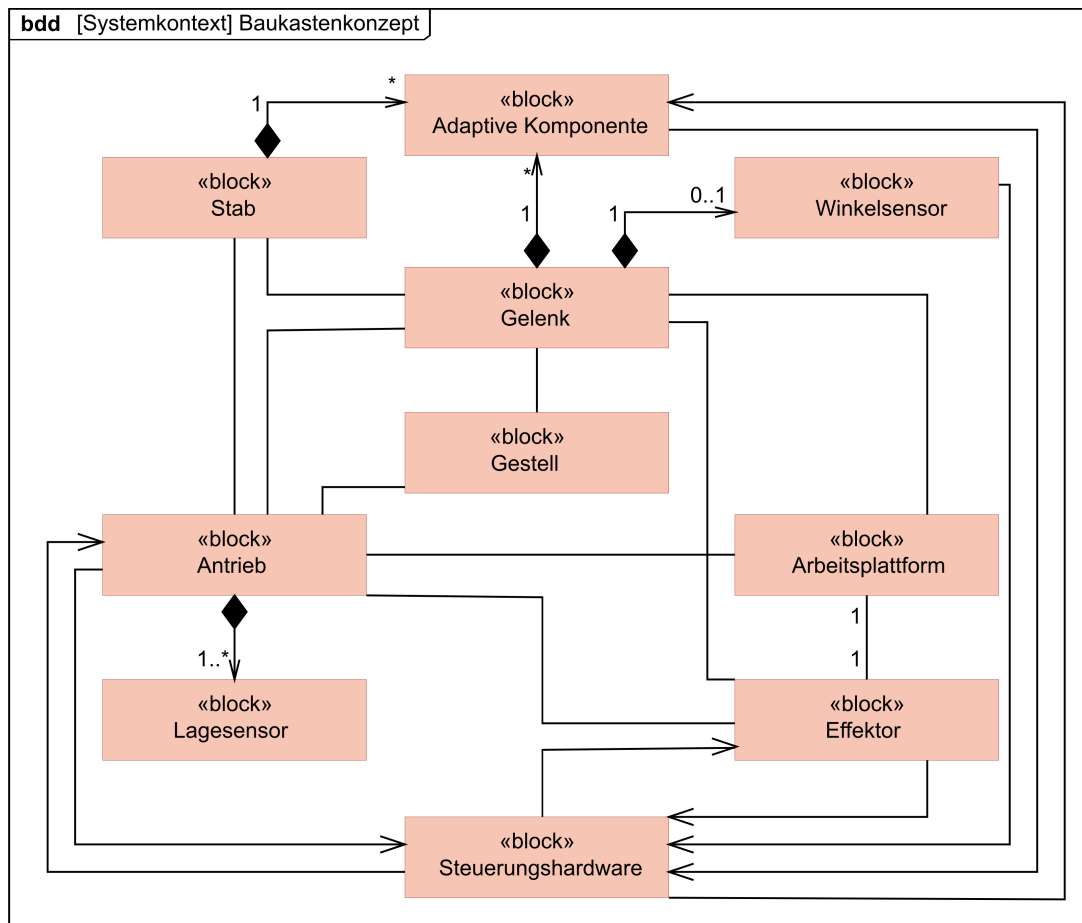 bdd [Systemkontext] Baukastenkonzept
*
1
«block»
Adaptive Komponente
«block»
Stab
*
1
1
0..1
«block»
Winkelsensor
«block»
Gelenk
«block»
Gestell
«block»
Antrieb
«block»
Arbeitsplattform
1
1
1..*
«block»
Lagesensor
«block»
Effektor
«block»
Steuerungshardware